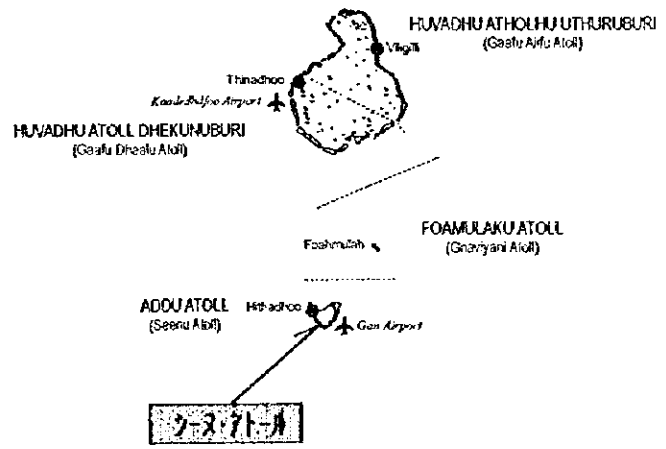 HUVADHU ATHOLHU UTHURUBURI
(Gaafu Alifu Atoll)
Viligili
Thinadhoo
Kaadedhdhoo Airport
HUVADHU ATOLL DHEKUNUBURI
(Gaafu Dhaalu Atoll)
FOAMULAKU ATOLL
(Gnaviyani Atoll)
Foahmulah
ADDU ATOLL
(Seenu Atoll)
Hithadhoo
Gan Airport
シーヌ・アトール